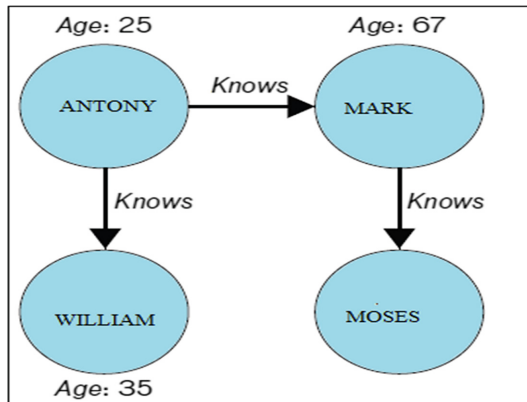 Age: 25
Age: 67
Knows
ANTONY
MARK
Knows
Knows
WILLIAM
MOSES
Age: 35